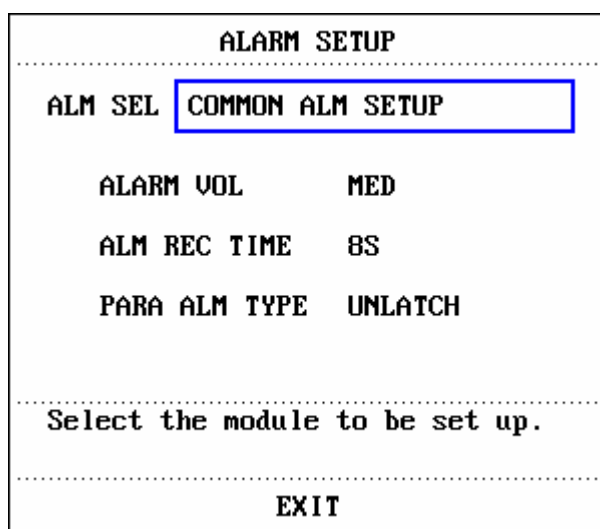 ALARM SETUP
ALM SEL COMMON ALM SETUP
ALARM VOL MED
ALM REC TIME 8S
PARA ALM TYPE UNLATCH
Select the module to be set up.
EXIT